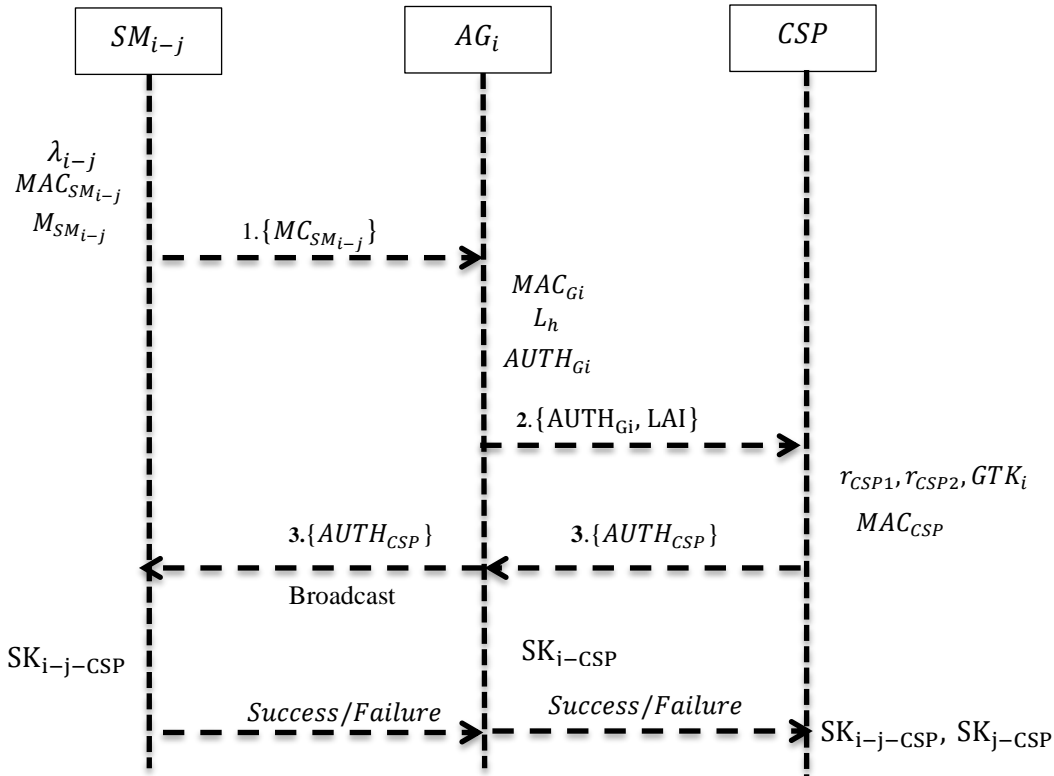 SM_{i−j}
AG_i
CSP
λ_{i−j}
MAC_{SM_{i−j}}
M_{SM_{i−j}}
1.{MC_{SM_{i−j}}}
MAC_{Gi}
L_h
AUTH_{Gi}
2.{AUTH_{Gi}, LAI}
r_{CSP1}, r_{CSP2}, GTK_i
MAC_{CSP}
3.{AUTH_{CSP}}
3.{AUTH_{CSP}}
Broadcast
SK_{i−j−CSP}
SK_{i−CSP}
Success/Failure
Success/Failure
SK_{i−j−CSP}, SK_{j−CSP}